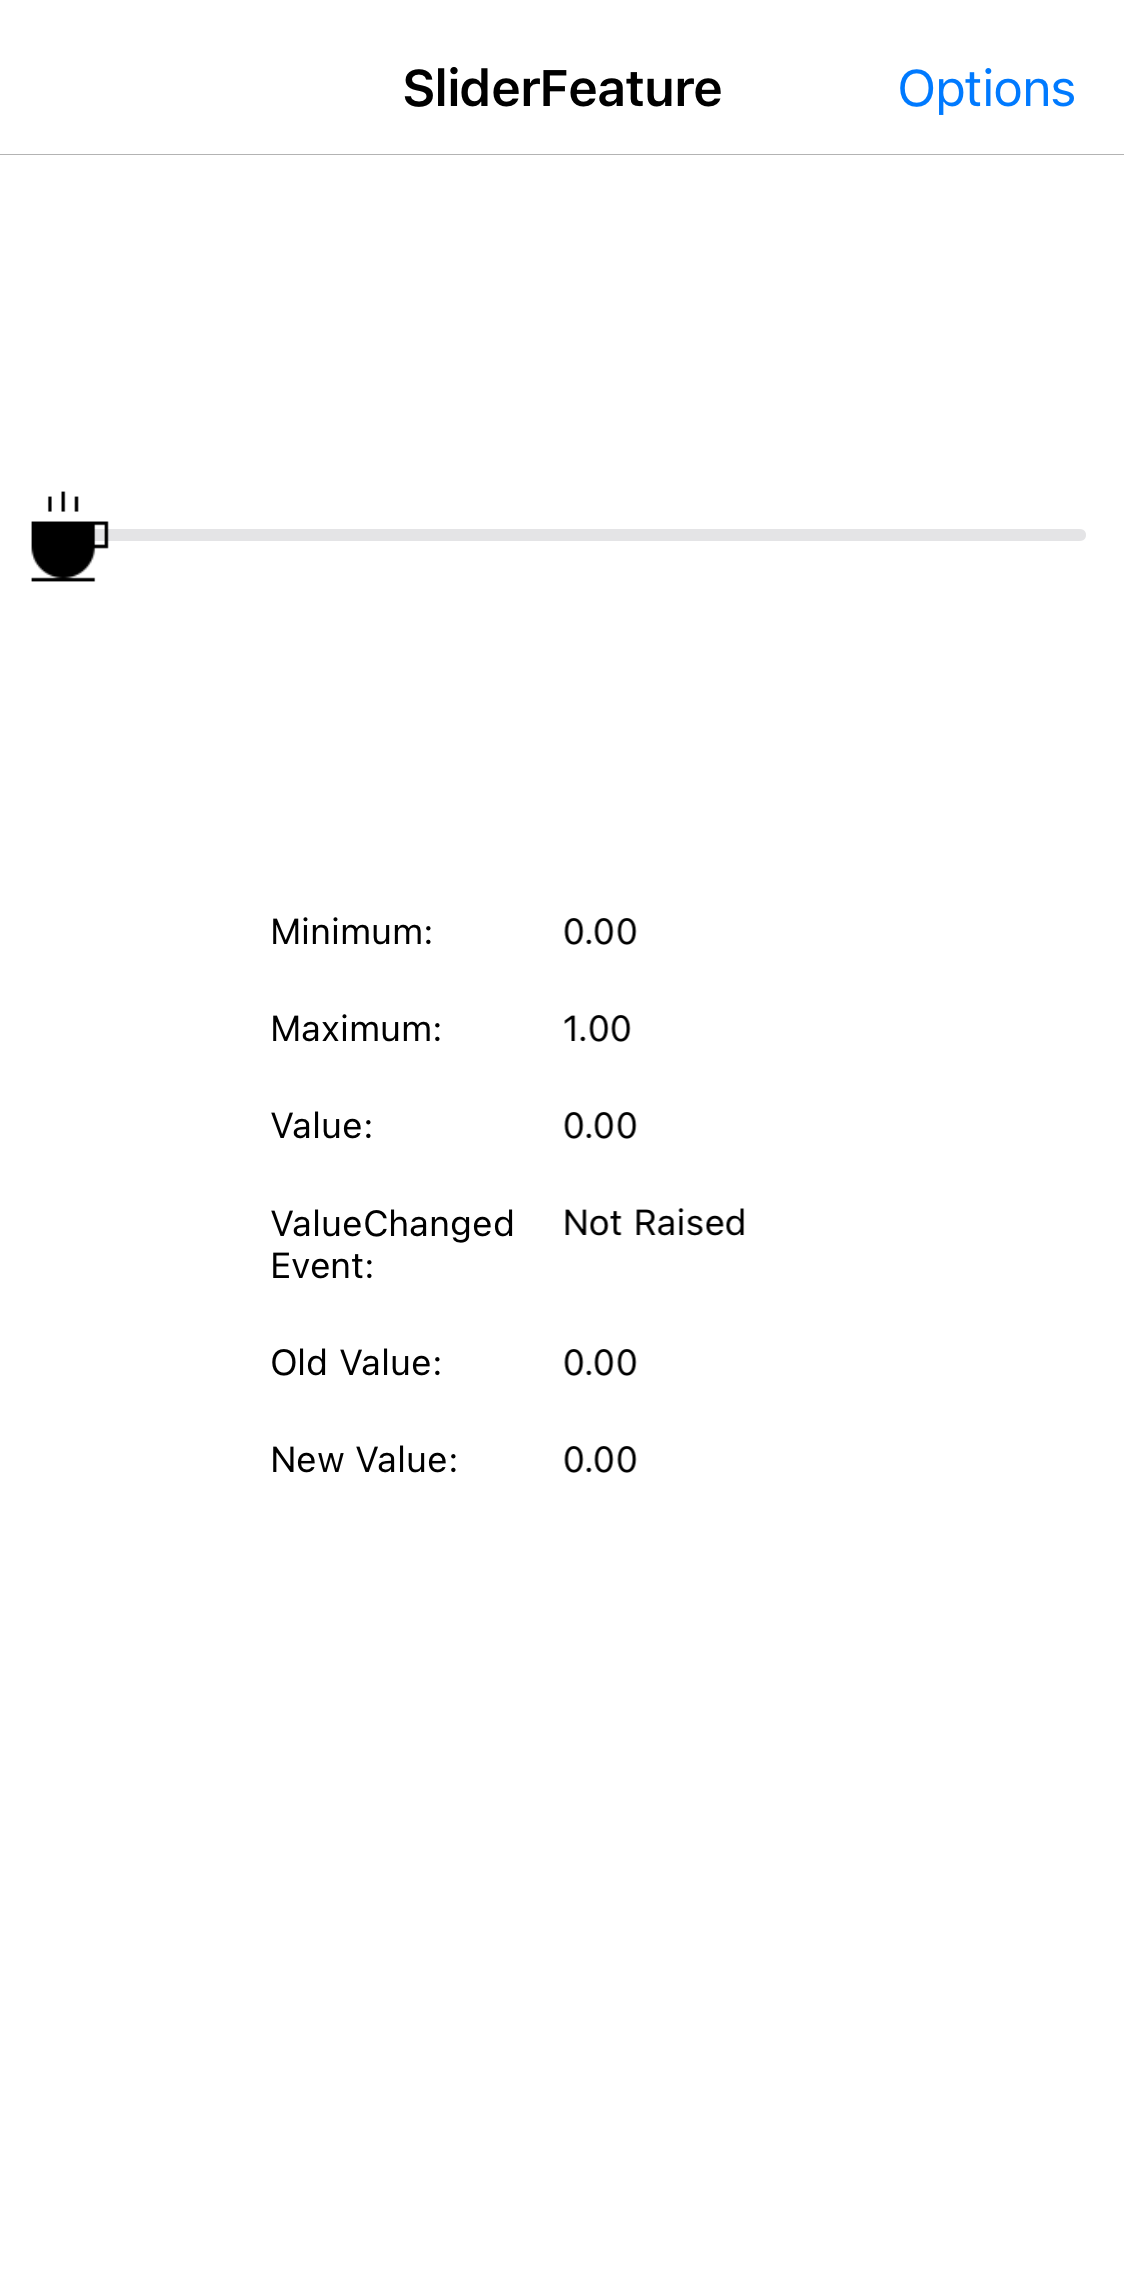 SliderFeature Options
Minimum: 0.00
Maximum: 1.00
Value: 0.00
ValueChanged Not Raised
Event:
Old Value: 0.00
New Value: 0.00